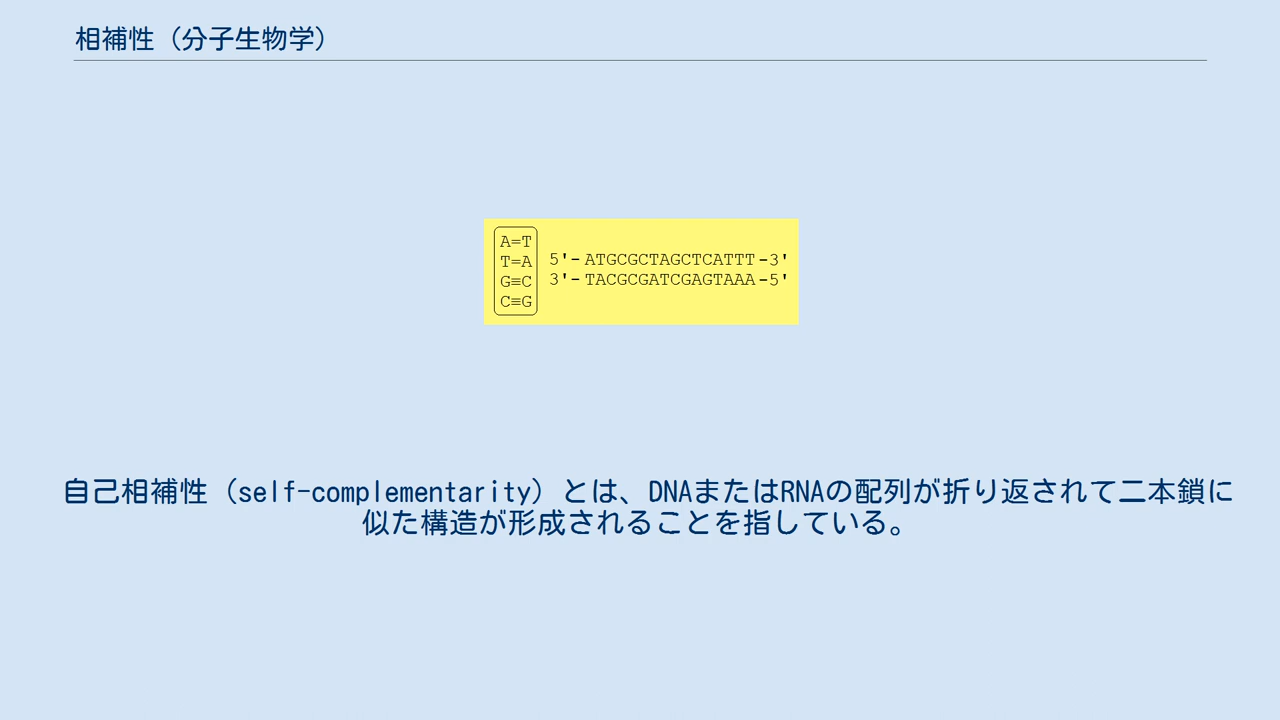 相補性（分子生物学）
A=T
T=A
G≡C
C≡G
5'-ATGCGCTAGCTCATTT-3'
3'-TACGCGATCGAGTAAA-5'
自己相補性（self-complementarity）とは、DNAまたはRNAの配列が折り返されて二本鎖に
似た構造が形成されることを指している。